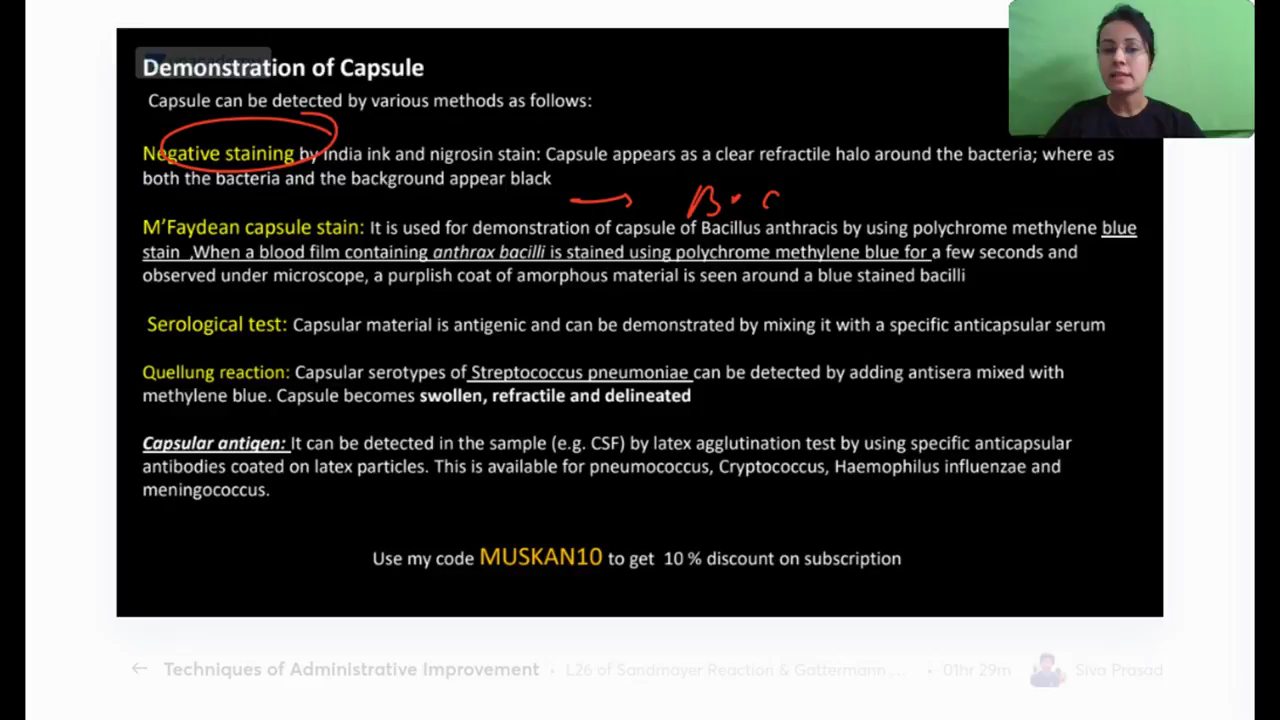 Demonstration of Capsule
Capsule can be detected by various methods as follows:
Negative staining by India ink and nigrosin stain: Capsule appears as a clear refractile halo around the bacteria; where as
both the bacteria and the background appear black
M'Faydean capsule stain: It is used for demonstration of capsule of Bacillus anthracis by using polychrome methylene blue
stain ,When a blood film containing anthrax bacilli is stained using polychrome methylene blue for a few seconds and
observed under microscope, a purplish coat of amorphous material is seen around a blue stained bacilli
Serological test: Capsular material is antigenic and can be demonstrated by mixing it with a specific anticapsular serum
Quellung reaction: Capsular serotypes of Streptococcus pneumoniae can be detected by adding antisera mixed with
methylene blue. Capsule becomes swollen, refractile and delineated
Capsular antigen: It can be detected in the sample (e.g. CSF) by latex agglutination test by using specific anticapsular
antibodies coated on latex particles. This is available for pneumococcus, Cryptococcus, Haemophilus influenzae and
meningococcus.
Use my code MUSKAN10 to get 10 % discount on subscription
Techniques of Administrative Improvement • L26 of Sandmayer Reaction & Gattermann ... • 01hr 29m Siva Prasad